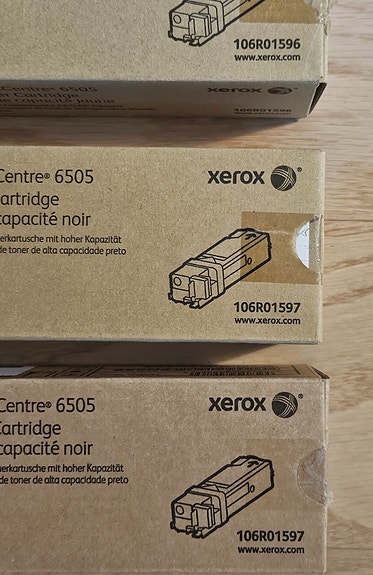 106R01596
www.xerox.com
Centre® 6505 xerox
Cartridge
capacité jaune
106R01596
Centre® 6505 xerox
artridge
capacité noir
erkartusche mit hoher Kapazität
de toner de alta capacidade preto
106R01597
www.xerox.com
Centre® 6505 xerox
Cartridge
capacité noir
erkartusche mit hoher Kapazität
de toner de alta capacidade preto
106R01597
www.xerox.com